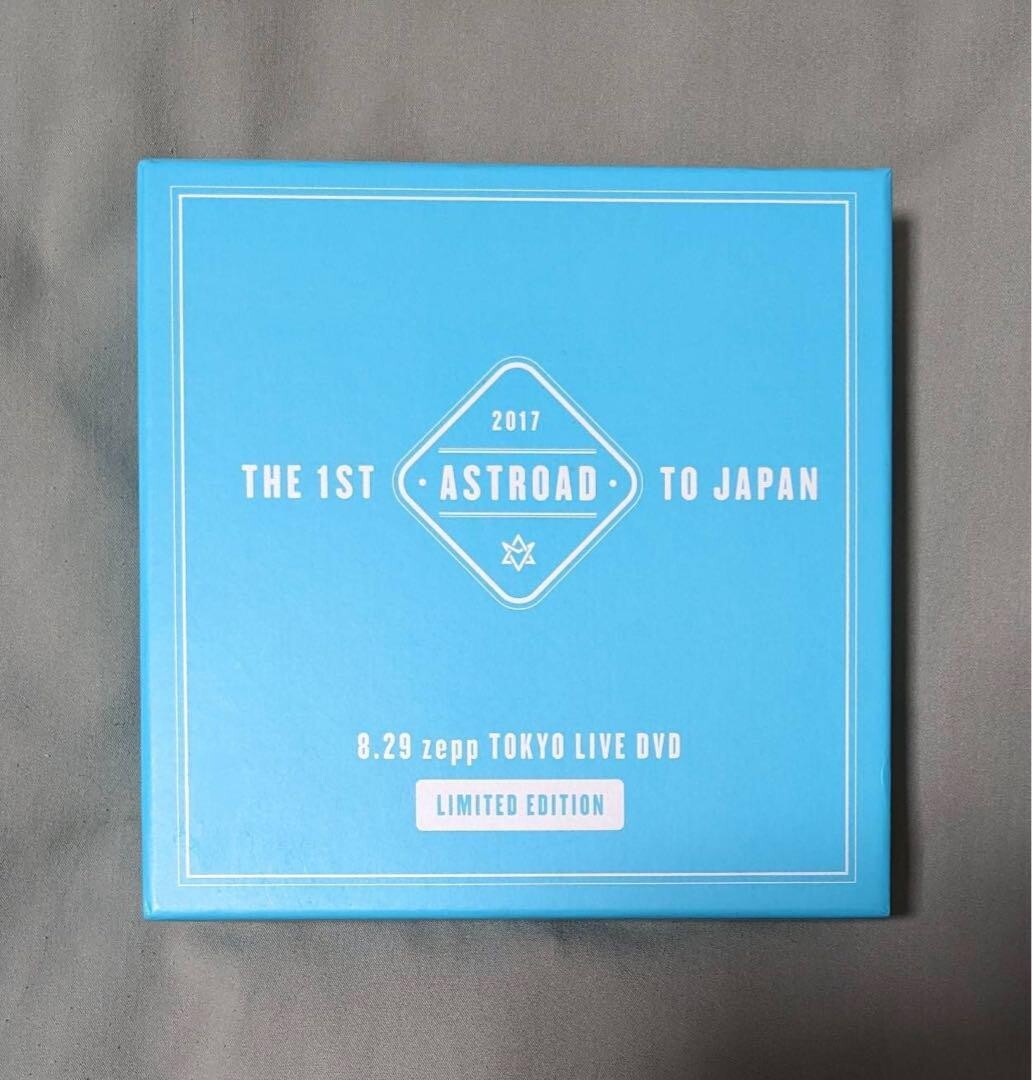 2017
THE 1ST · ASTROAD · TO JAPAN
8.29 zepp TOKYO LIVE DVD
LIMITED EDITION